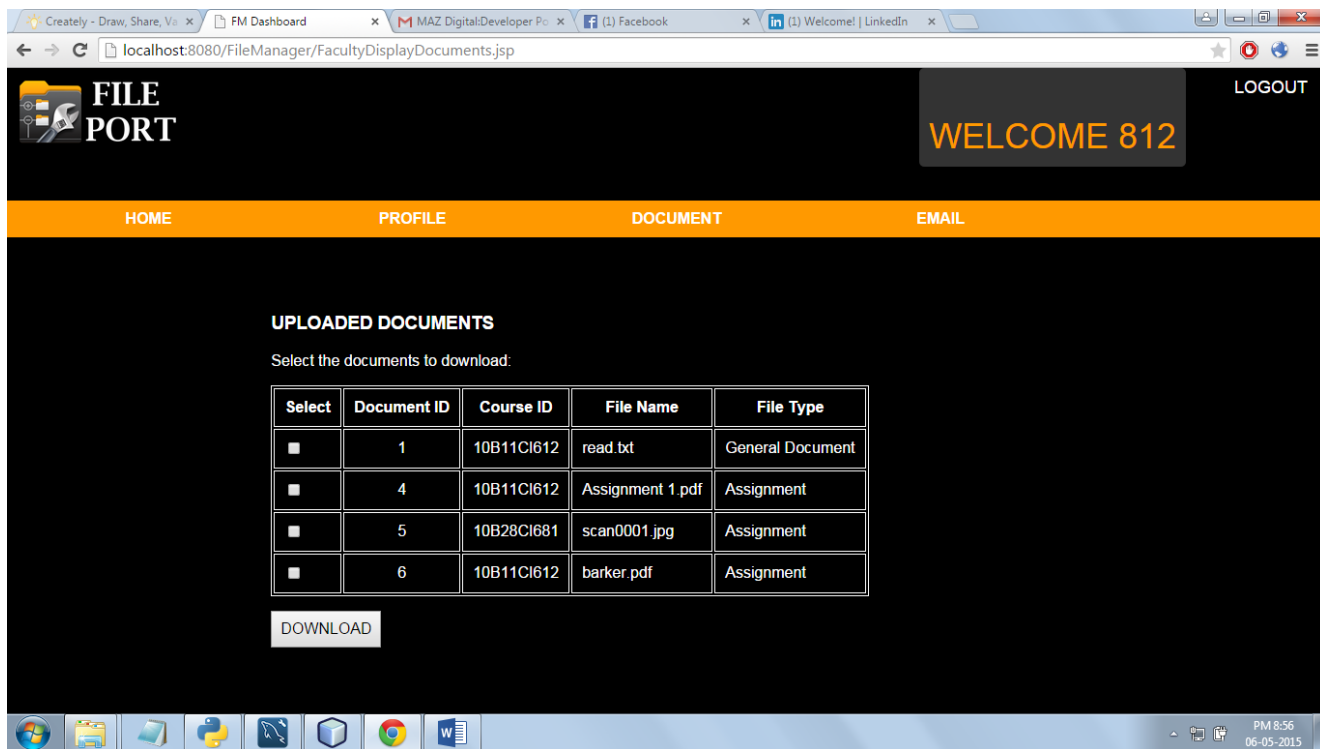 Creately - Draw, Share, Va FM Dashboard MAZ Digital:Developer Po (1) Facebook (1) Welcome! | LinkedIn
localhost:8080/FileManager/FacultyDisplayDocuments.jsp
FILE
PORT
LOGOUT
WELCOME 812
HOME PROFILE DOCUMENT EMAIL
UPLOADED DOCUMENTS
Select the documents to download:
Select Document ID Course ID File Name File Type
1 10B11CI612 read.txt General Document
4 10B11CI612 Assignment 1.pdf Assignment
5 10B28CI681 scan0001.jpg Assignment
6 10B11CI612 barker.pdf Assignment
DOWNLOAD
PM 8:56
06-05-2015